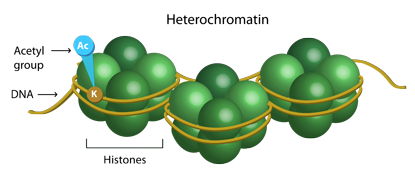 Heterochromatin
Ac
Acetyl
group
DNA
K
Histones